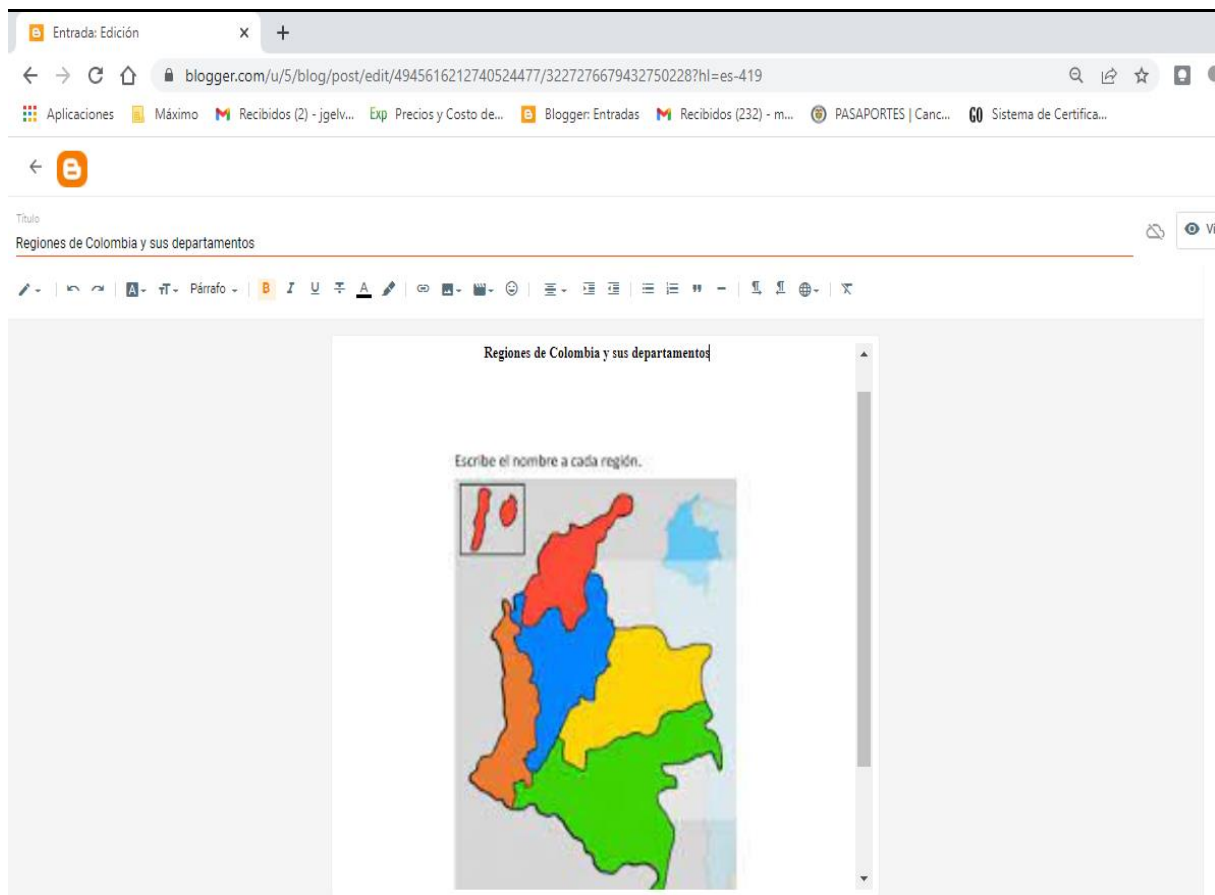 Entrada: Edición
blogger.com/u/5/blog/post/edit/4945616212740524477/3227276679432750228?hl=es-419
Aplicaciones Máximo Recibidos (2) - jgelv... Exp Precios y Costo de... Blogger: Entradas Recibidos (232) - m... PASAPORTES | Canc... GO Sistema de Certifica...
Título
Regiones de Colombia y sus departamentos
Vi
Párrafo B I U T A
Regiones de Colombia y sus departamentos
Escribe el nombre a cada región.